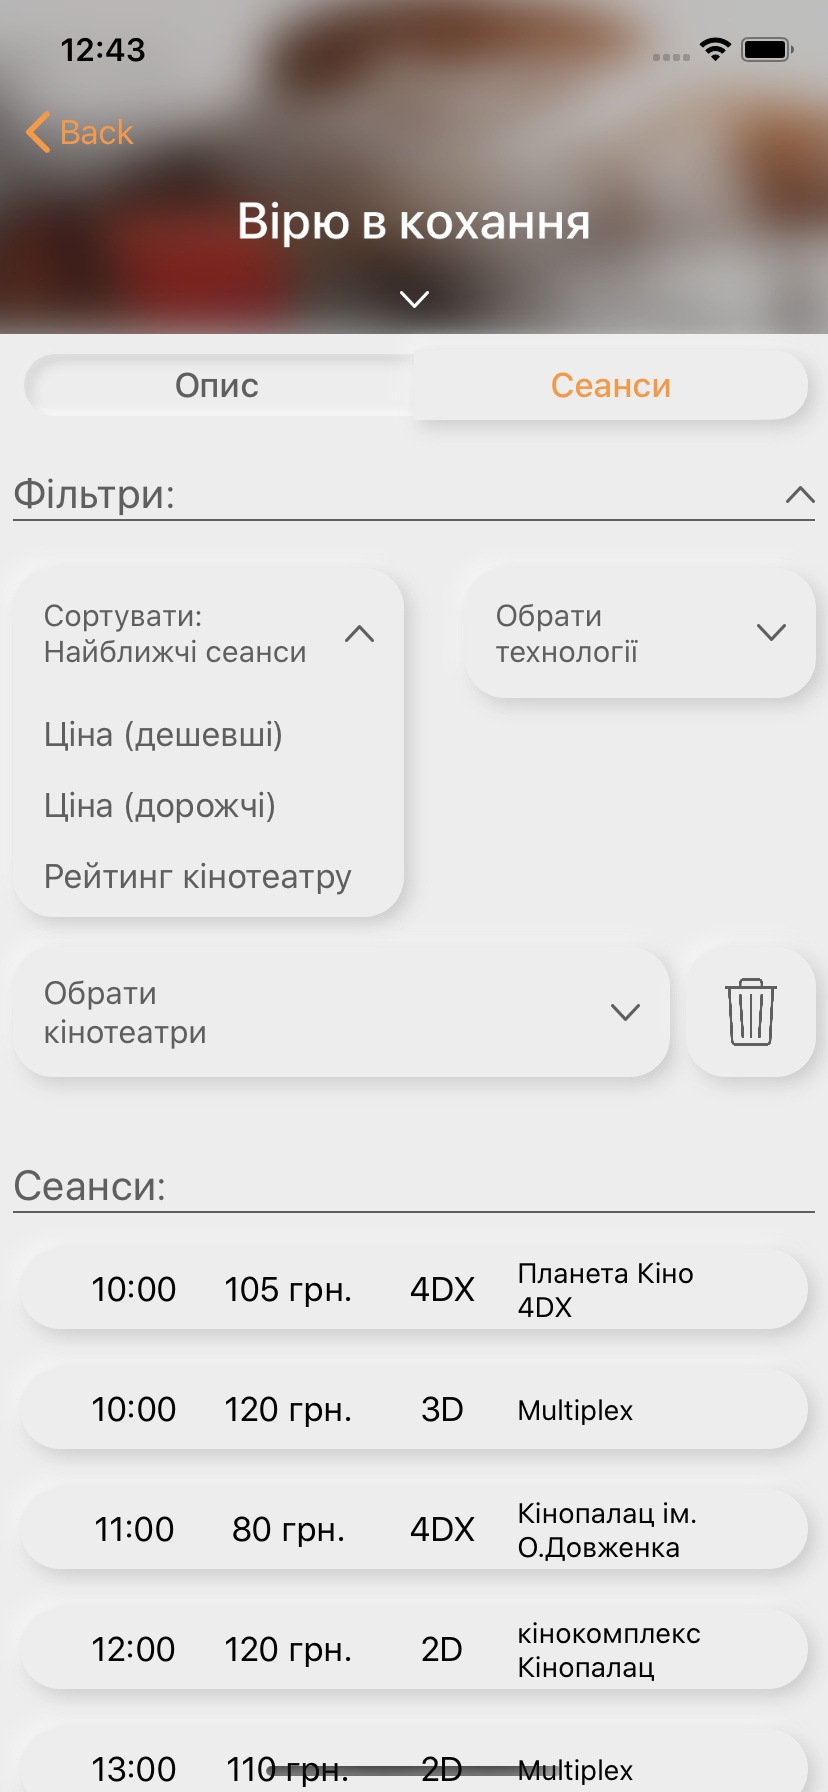 12:43
Back
Вірю в кохання
Опис
Сеанси
Фільтри:
Сортувати:
Найближчі сеанси
Обрати
технології
Ціна (дешевші)
Ціна (дорожчі)
Рейтинг кінотеатру
Обрати
кінотеатри
Сеанси:
10:00 105 грн. 4DX Планета Кіно
4DX
10:00 120 грн. 3D Multiplex
11:00 80 грн. 4DX Кінопалац ім.
О.Довженка
12:00 120 грн. 2D кінокомплекс
Кінопалац
13:00 110 грн. 2D Multiplex